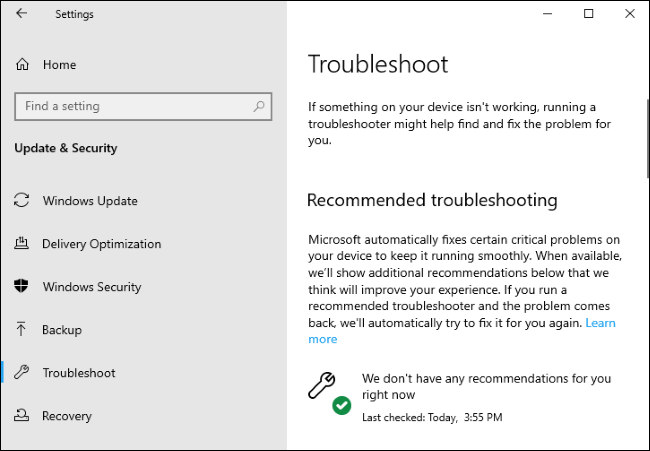 Settings
Home
Find a setting
Update & Security
Windows Update
Delivery Optimization
Windows Security
Backup
Troubleshoot
Recovery
Troubleshoot
If something on your device isn't working, running a
troubleshooter might help find and fix the problem for
you.
Recommended troubleshooting
Microsoft automatically fixes certain critical problems on
your device to keep it running smoothly. When available,
we'll show additional recommendations below that we
think will improve your experience. If you run a
recommended troubleshooter and the problem comes
back, we'll automatically try to fix it for you again. Learn
more
We don't have any recommendations for you
right now
Last checked: Today, 3:55 PM